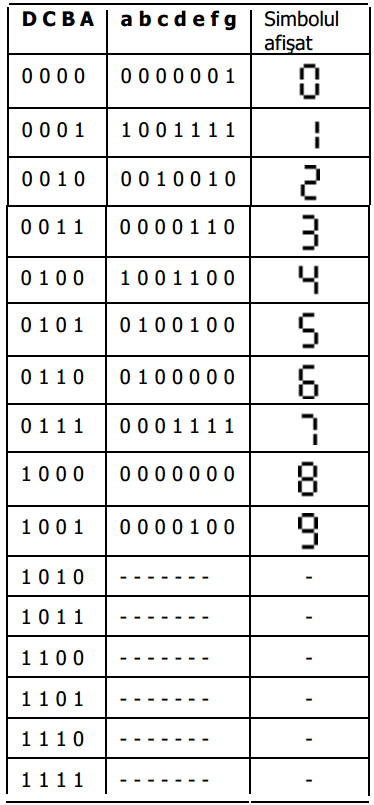 D C B A a b c d e f g Simbolul
afişat
0 0 0 0 0 0 0 0 0 0 1 0
0 0 0 1 1 0 0 1 1 1 1 1
0 0 1 0 0 0 1 0 0 1 0 2
0 0 1 1 0 0 0 0 1 1 0 3
0 1 0 0 1 0 0 1 1 0 0 4
0 1 0 1 0 1 0 0 1 0 0 5
0 1 1 0 0 1 0 0 0 0 0 6
0 1 1 1 0 0 0 1 1 1 1 7
1 0 0 0 0 0 0 0 0 0 0 8
1 0 0 1 0 0 0 0 1 0 0 9
1 0 1 0 - - - - - - - -
1 0 1 1 - - - - - - - -
1 1 0 0 - - - - - - - -
1 1 0 1 - - - - - - - -
1 1 1 0 - - - - - - - -
1 1 1 1 - - - - - - - -